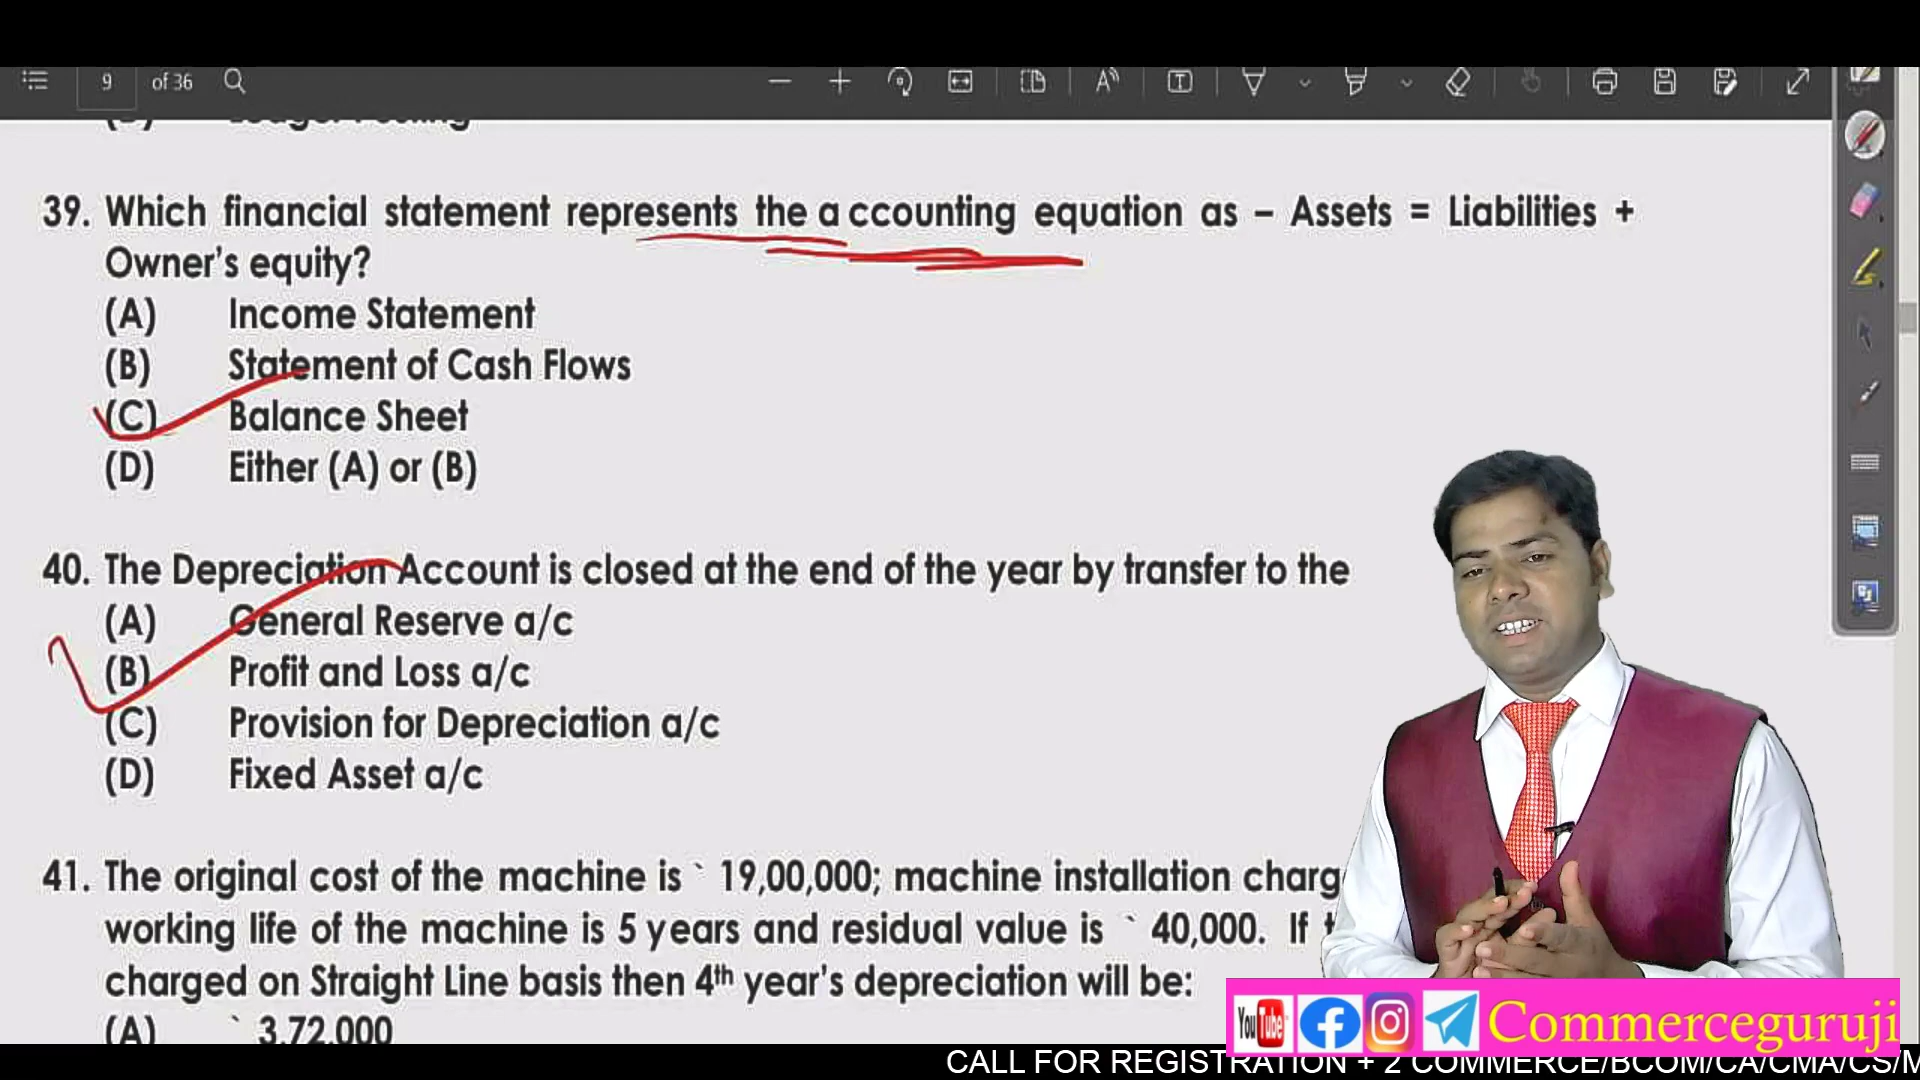 9 of 36
39. Which financial statement represents the a ccounting equation as – Assets = Liabilities +
Owner's equity?
(A) Income Statement
(B) Statement of Cash Flows
(C) Balance Sheet
(D) Either (A) or (B)
40. The Depreciation Account is closed at the end of the year by transfer to the
(A) General Reserve a/c
(B) Profit and Loss a/c
(C) Provision for Depreciation a/c
(D) Fixed Asset a/c
41. The original cost of the machine is ` 19,00,000; machine installation charg
working life of the machine is 5 years and residual value is ` 40,000. If
charged on Straight Line basis then 4th year's depreciation will be:
(A) ` 3,72,000
YouTube
Commerceguruji
CALL FOR REGISTRATION + 2 COMMERCE/BCOM/CA/CMA/CS/M